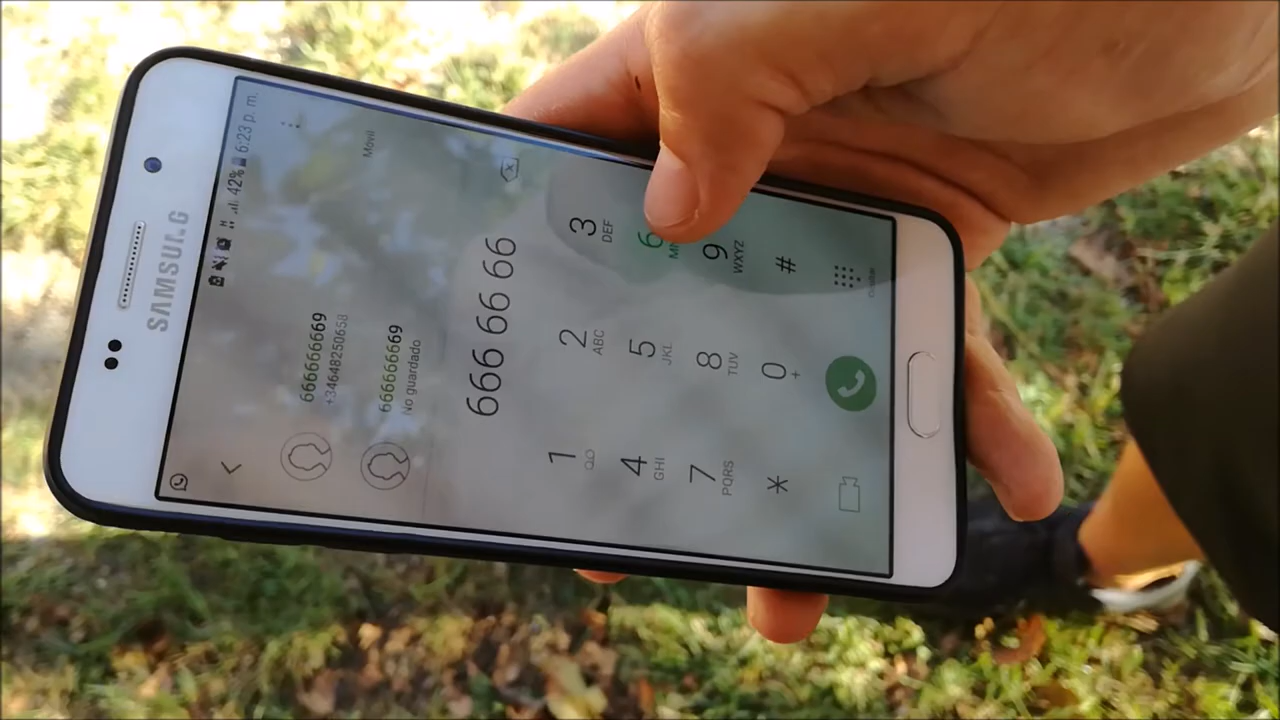 SAMSUNG
42% 6:23 p. m.
666666669
+34648250658
Móvil
666666669
No guardado
666 66 66
1
2 ABC
3 DEF
4 GHI
5 JKL
6 MN
7 PQRS
8 TUV
9 WXYZ
*
0 +
#